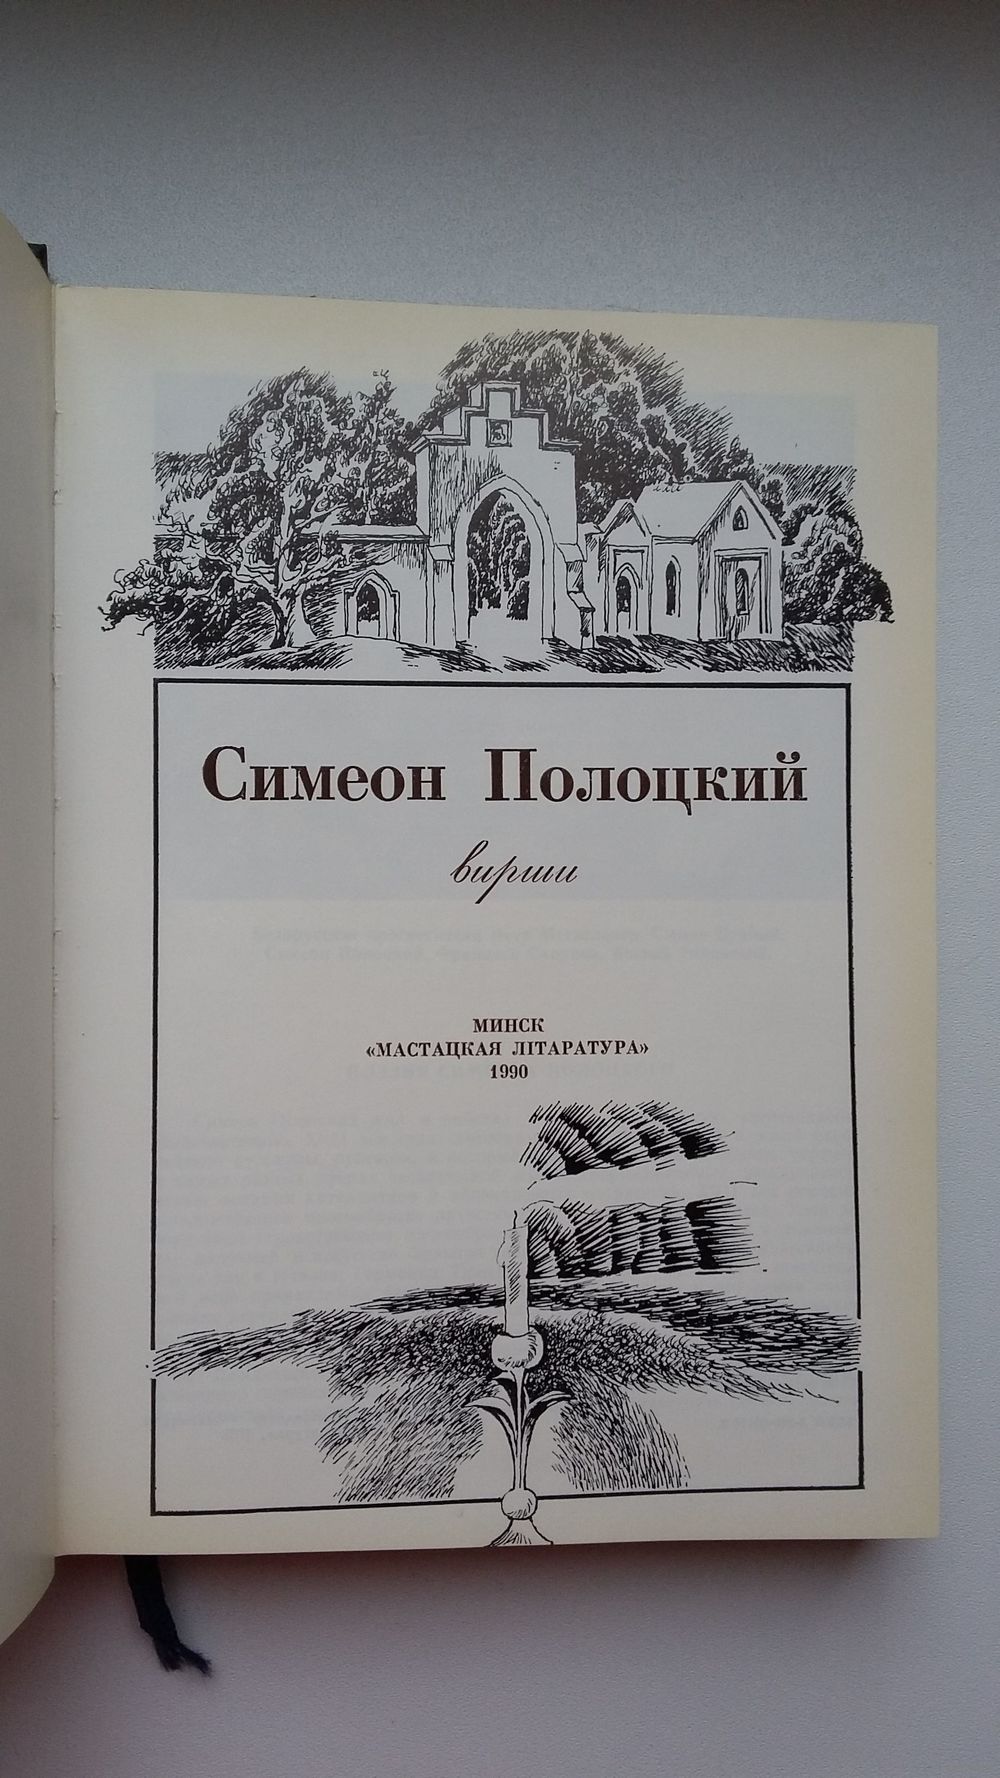 Симеон Полоцкий
вирши
МИНСК
«МАСТАЦКАЯ ЛІТАРАТУРА»
1990